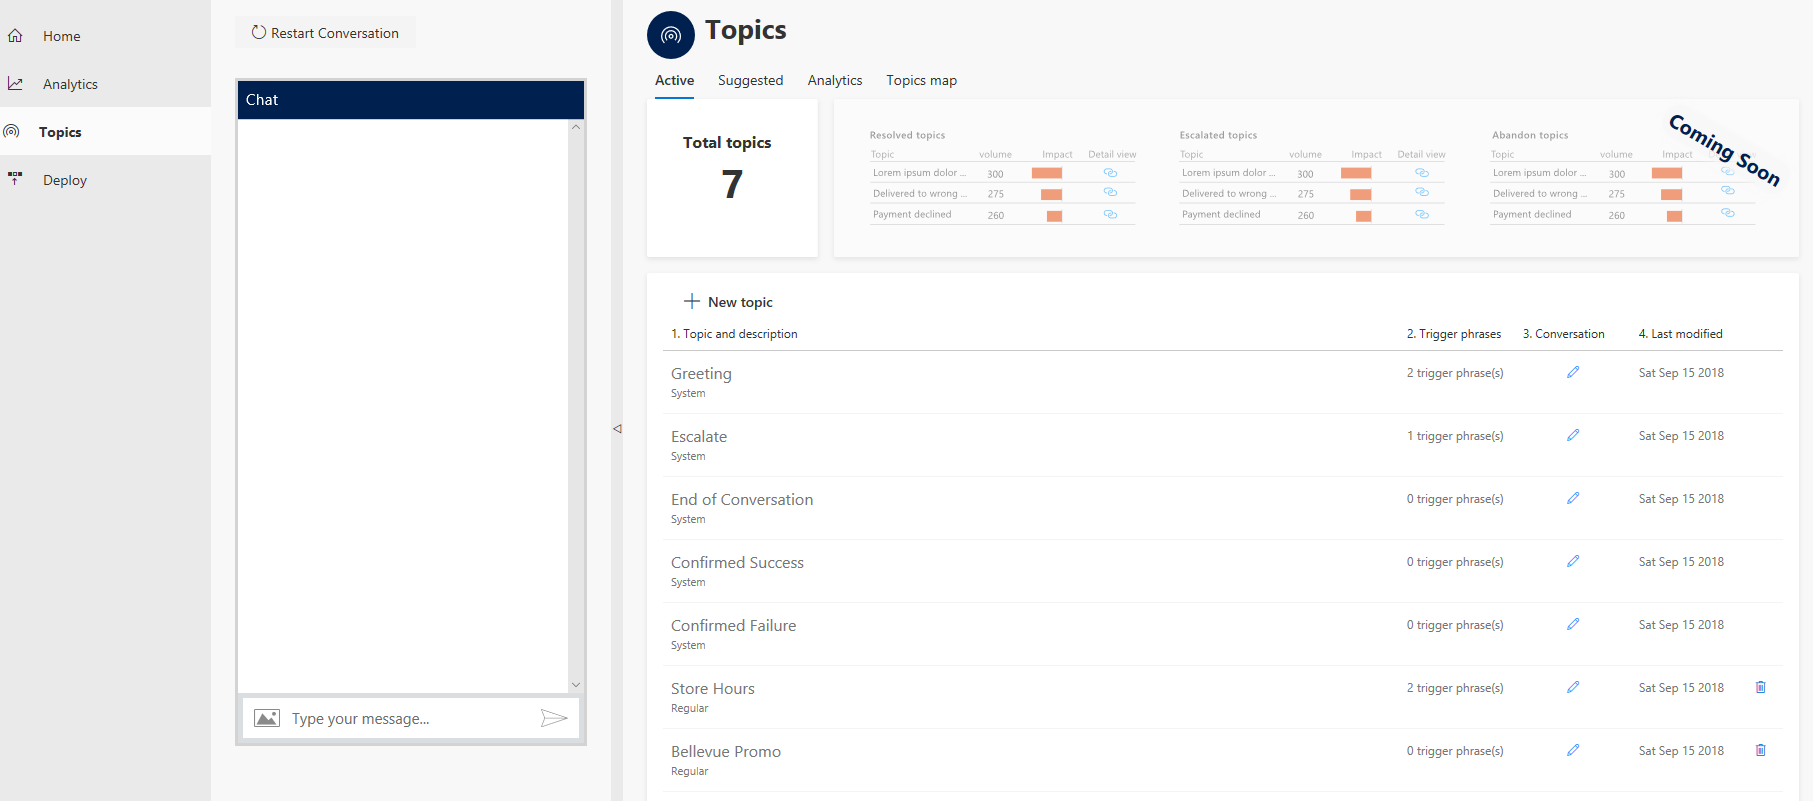 Home
Analytics
Topics
Deploy
Restart Conversation
Chat
Type your message...
Topics
Active Suggested Analytics Topics map
Total topics
7
Resolved topics
Topic volume Impact Detail view
Lorem ipsum dolor ... 300
Delivered to wrong ... 275
Payment declined 260
Escalated topics
Topic volume Impact Detail view
Lorem ipsum dolor ... 300
Delivered to wrong ... 275
Payment declined 260
Abandon topics
Topic volume Impact
Lorem ipsum dolor ... 300
Delivered to wrong ... 275
Payment declined 260
Coming Soon
New topic
1. Topic and description 2. Trigger phrases 3. Conversation 4. Last modified
Greeting 2 trigger phrase(s) Sat Sep 15 2018
System
Escalate 1 trigger phrase(s) Sat Sep 15 2018
System
End of Conversation 0 trigger phrase(s) Sat Sep 15 2018
System
Confirmed Success 0 trigger phrase(s) Sat Sep 15 2018
System
Confirmed Failure 0 trigger phrase(s) Sat Sep 15 2018
System
Store Hours 2 trigger phrase(s) Sat Sep 15 2018
Regular
Bellevue Promo 0 trigger phrase(s) Sat Sep 15 2018
Regular